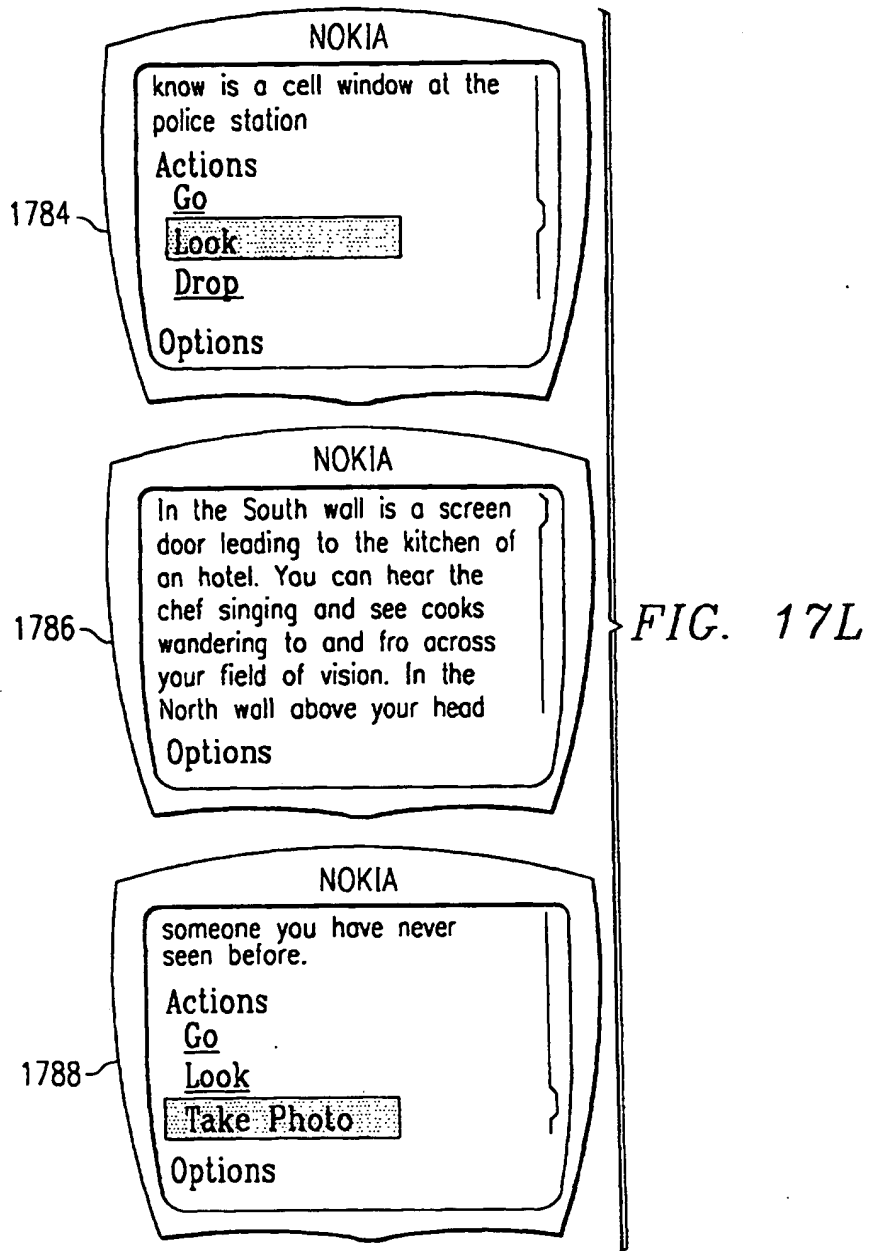 NOKIA
know is a cell window at the
police station
Actions
Go
Look
Drop
Options
1784
NOKIA
In the South wall is a screen
door leading to the kitchen of
an hotel. You can hear the
chef singing and see cooks
wandering to and fro across
your field of vision. In the
North wall above your head
Options
1786
FIG. 17L
NOKIA
someone you have never
seen before.
Actions
Go
Look
Take Photo
Options
1788